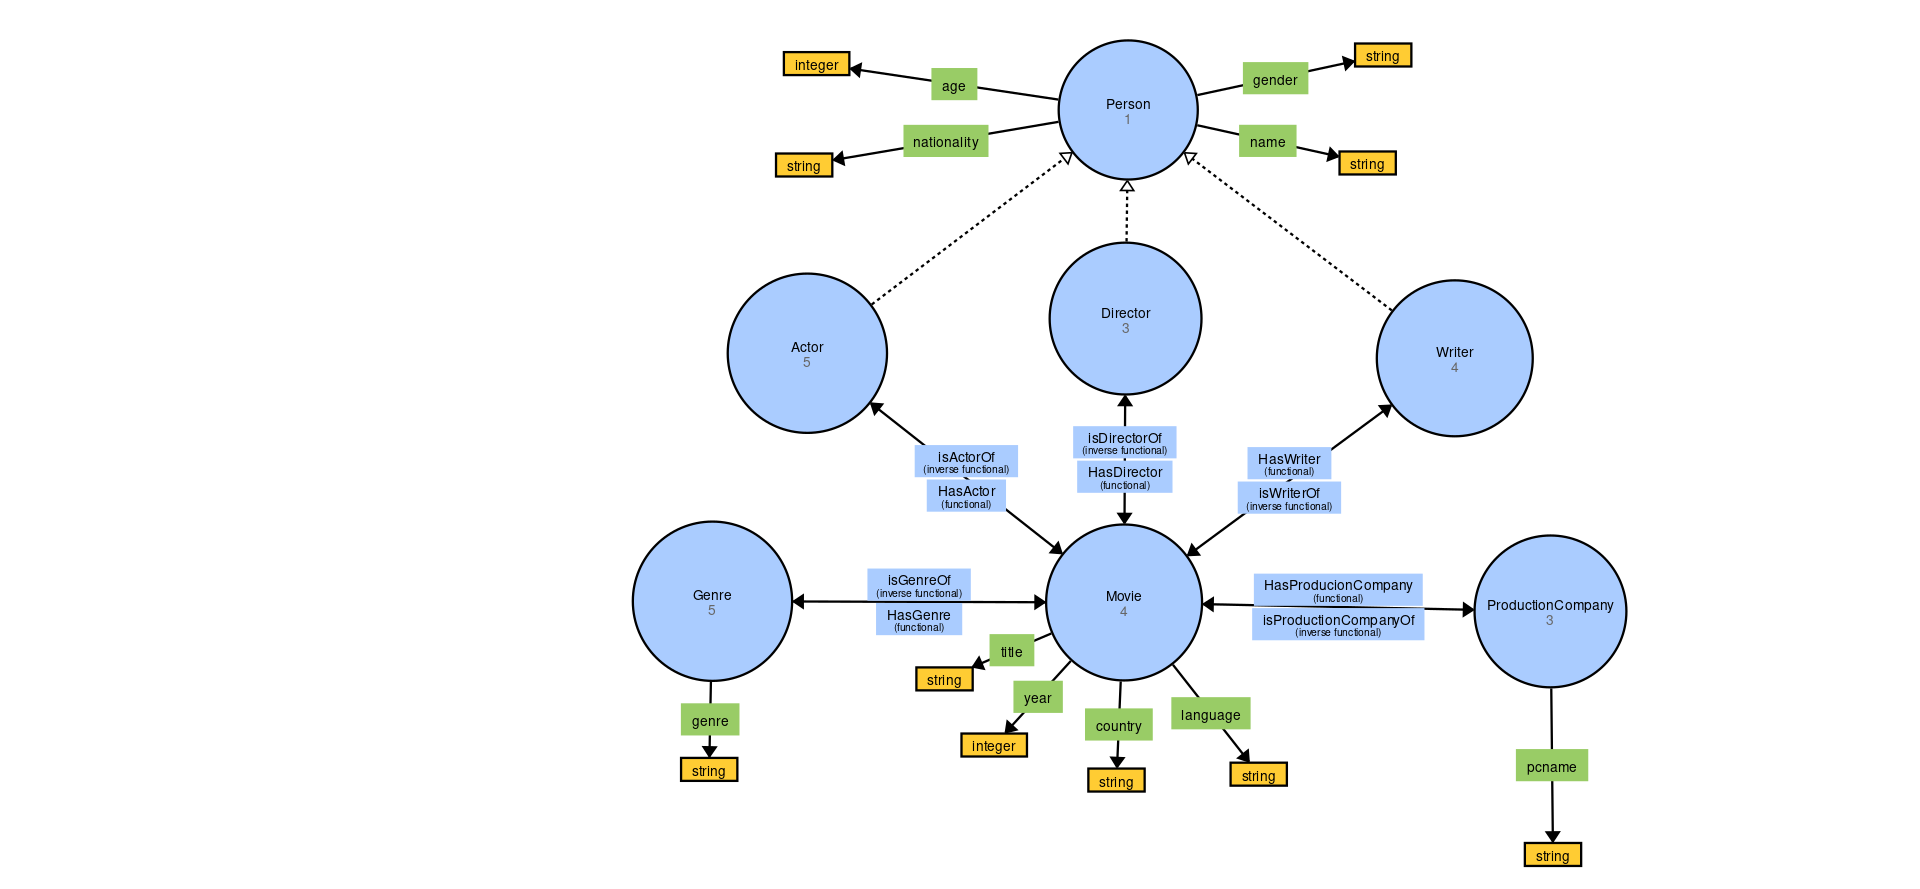 integer
age
Person
1
gender
string
string
nationality
name
string
Actor
5
Director
3
Writer
4
isActorOf
(inverse functional)
HasActor
(functional)
isDirectorOf
(inverse functional)
HasDirector
(functional)
HasWriter
(functional)
isWriterOf
(inverse functional)
Genre
5
isGenreOf
(inverse functional)
HasGenre
(functional)
Movie
4
HasProducionCompany
(functional)
isProductionCompanyOf
(inverse functional)
ProductionCompany
3
title
string
year
integer
country
string
language
string
genre
string
pcname
string